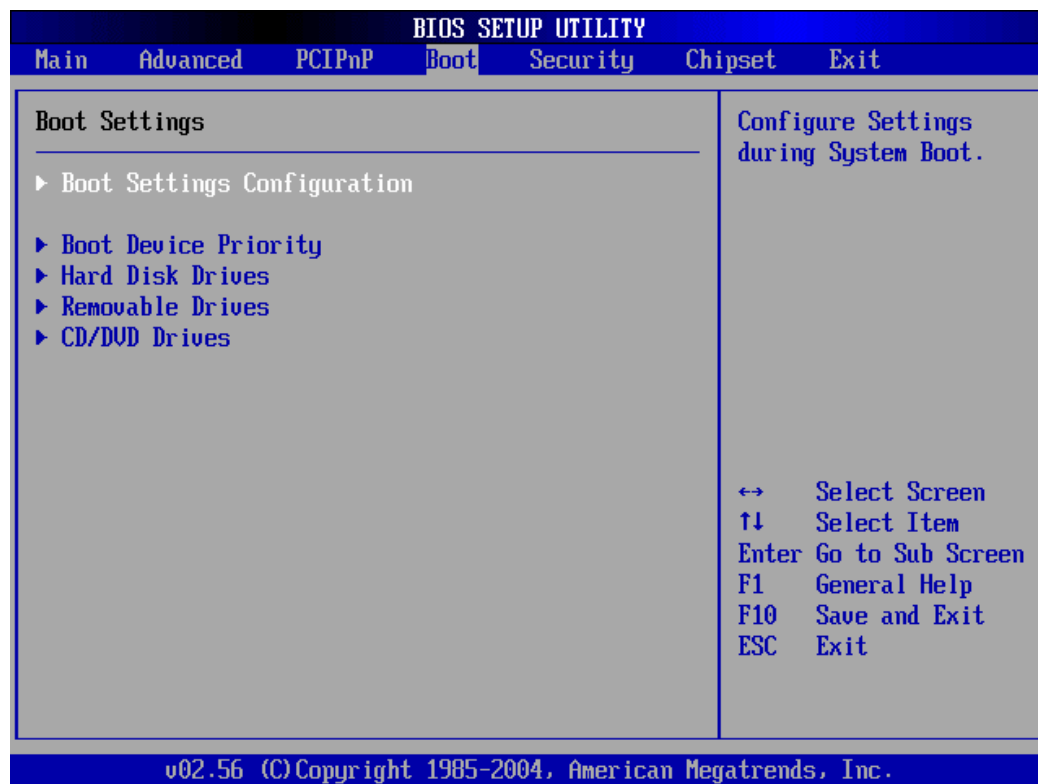 BIOS SETUP UTILITY
Main Advanced PCIPnP Boot Security Chipset Exit
Boot Settings
▶ Boot Settings Configuration
▶ Boot Device Priority
▶ Hard Disk Drives
▶ Removable Drives
▶ CD/DVD Drives
Configure Settings
during System Boot.
←→ Select Screen
↑↓ Select Item
Enter Go to Sub Screen
F1 General Help
F10 Save and Exit
ESC Exit
v02.56 (C)Copyright 1985-2004, American Megatrends, Inc.